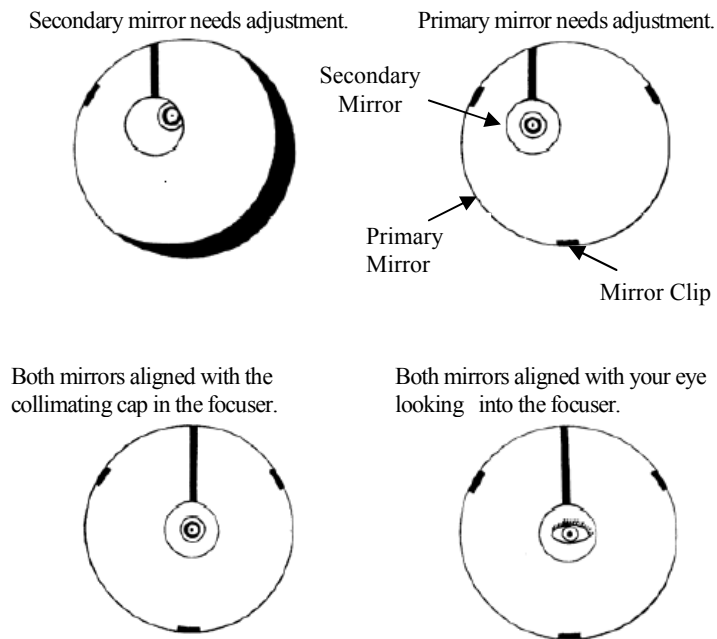 Secondary mirror needs adjustment.
Primary mirror needs adjustment.
Secondary
Mirror
Primary
Mirror
Mirror Clip
Both mirrors aligned with the
collimating cap in the focuser.
Both mirrors aligned with your eye
looking into the focuser.